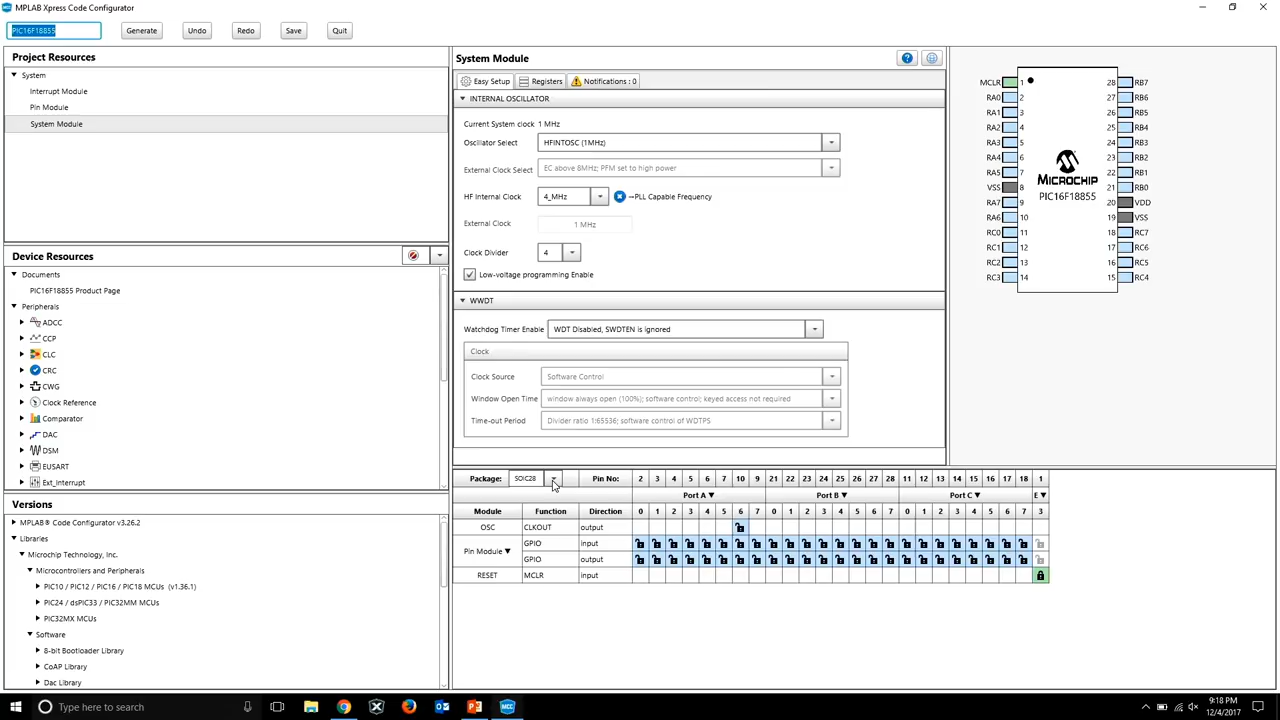 MPLAB Xpress Code Configurator
PIC16F18855 Generate Undo Redo Save Quit
Project Resources
System
Interrupt Module
Pin Module
System Module
Device Resources
Documents
PIC16F18855 Product Page
Peripherals
ADCC
CCP
CLC
CRC
CWG
Clock Reference
Comparator
DAC
DSM
EUSART
Ext_Interrupt
Versions
MPLAB® Code Configurator v3.26.2
Libraries
Microchip Technology, Inc.
Microcontrollers and Peripherals
PIC10 / PIC12 / PIC16 / PIC18 MCUs (v1.36.1)
PIC24 / dsPIC33 / PIC32MM MCUs
PIC32MX MCUs
Software
8-bit Bootloader Library
CoAP Library
Dac Library
System Module
Easy Setup Registers Notifications : 0
INTERNAL OSCILLATOR
Current System clock 1 MHz
Oscillator Select HFINTOSC (1MHz)
External Clock Select EC above 8MHz; PFM set to high power
HF Internal Clock 4_MHz PLL Capable Frequency
External Clock 1 MHz
Clock Divider 4
Low-voltage programming Enable
WWDT
Watchdog Timer Enable WDT Disabled, SWDTEN is ignored
Clock
Clock Source Software Control
Window Open Time window always open (100%); software control; keyed access not required
Time-out Period Divider ratio 1:65536; software control of WDTPS
MCLR 1 28 RB7
RA0 2 27 RB6
RA1 3 26 RB5
RA2 4 25 RB4
RA3 5 24 RB3
RA4 6 23 RB2
RA5 7 22 RB1
VSS 8 21 RB0
RA7 9 20 VDD
RA6 10 19 VSS
RC0 11 18 RC7
RC1 12 17 RC6
RC2 13 16 RC5
RC3 14 15 RC4
MICROCHIP
PIC16F18855
Package: SOIC28 Pin No: 2 3 4 5 6 7 10 9 21 22 23 24 25 26 27 28 11 12 13 14 15 16 17 18 1
Port A ▼ Port B ▼ Port C ▼ E ▼
Module Function Direction 0 1 2 3 4 5 6 7 0 1 2 3 4 5 6 7 0 1 2 3 4 5 6 7 3
OSC CLKOUT output
Pin Module ▼
GPIO input
GPIO output
RESET MCLR input
Type here to search
MCC
9:18 PM
12/4/2017